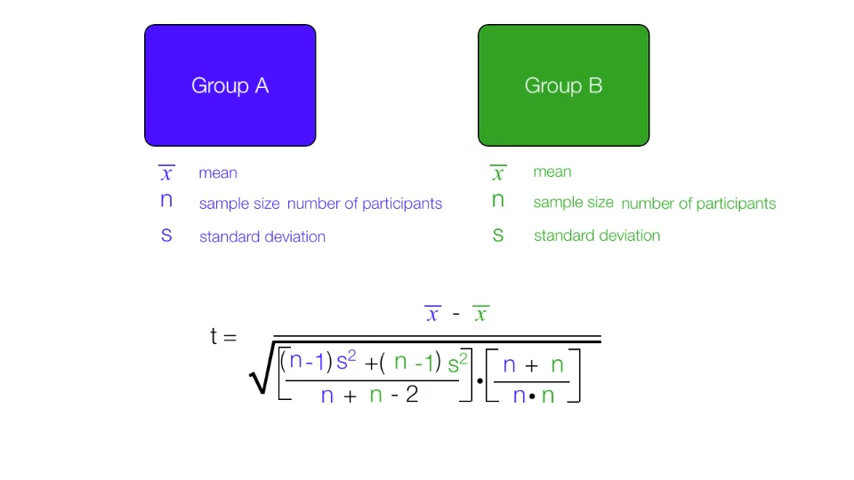 Group A
Group B
x̅ mean
n sample size number of participants
s standard deviation
x̅ mean
n sample size number of participants
s standard deviation
x̅ - x̅
t =
√[(n-1)s² +( n -1) s²]•[n + n]
n + n - 2
n•n